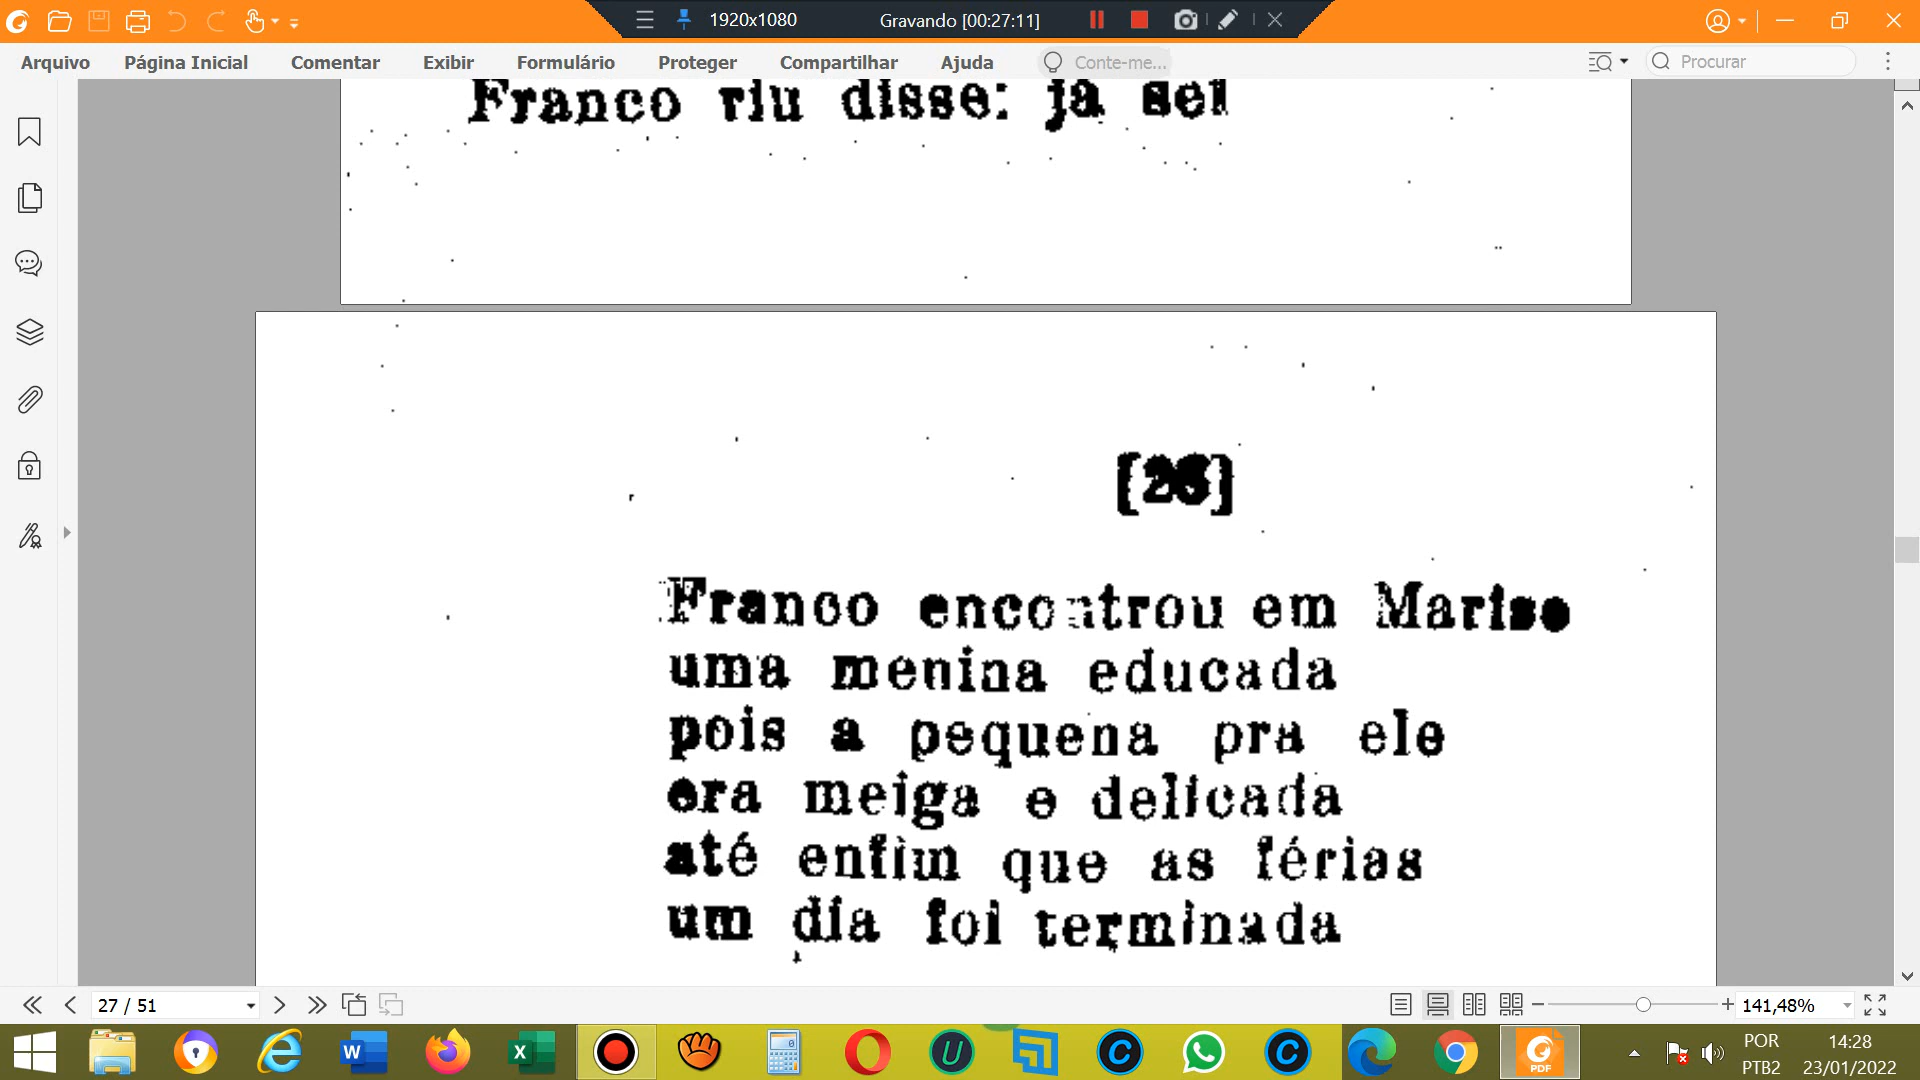 1920x1080
Gravando [00:27:11]
Arquivo Página Inicial Comentar Exibir Formulário Proteger Compartilhar Ajuda Conte-me... Procurar
Franco riu disse: já sei
[26]
Franco encontrou em Marise
uma menina educada
pois a pequena pra ele
era meiga e delicada
até enfim que as férias
um dia foi terminada
27 / 51
141,48%
POR
PTB2
14:28
23/01/2022
PDF